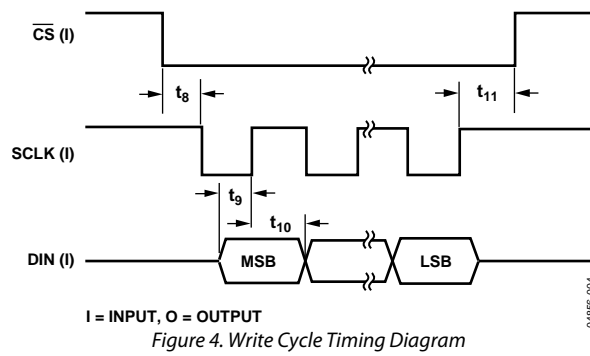 CS (I)
t8
t11
SCLK (I)
t9
t10
DIN (I)
MSB
LSB
I = INPUT, O = OUTPUT
Figure 4. Write Cycle Timing Diagram